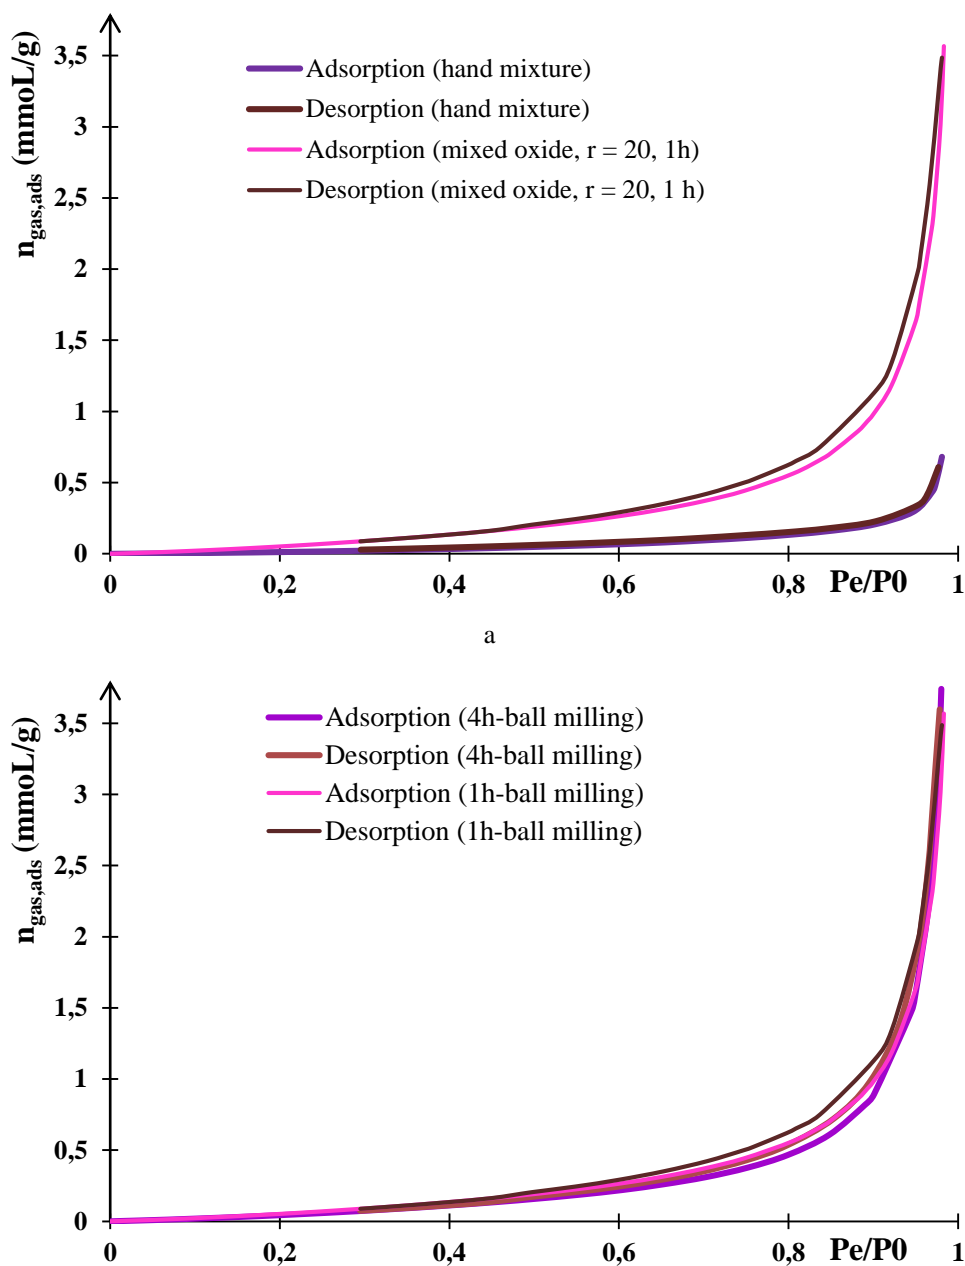 n gas,ads (mmoL/g)
3,5
3
2,5
2
1,5
1
0,5
0
Adsorption (hand mixture)
Desorption (hand mixture)
Adsorption (mixed oxide, r = 20, 1h)
Desorption (mixed oxide, r = 20, 1 h)
0 0,2 0,4 0,6 0,8 Pe/P0 1
a
n gas,ads (mmoL/g)
3,5
3
2,5
2
1,5
1
0,5
0
Adsorption (4h-ball milling)
Desorption (4h-ball milling)
Adsorption (1h-ball milling)
Desorption (1h-ball milling)
0 0,2 0,4 0,6 0,8 Pe/P0 1